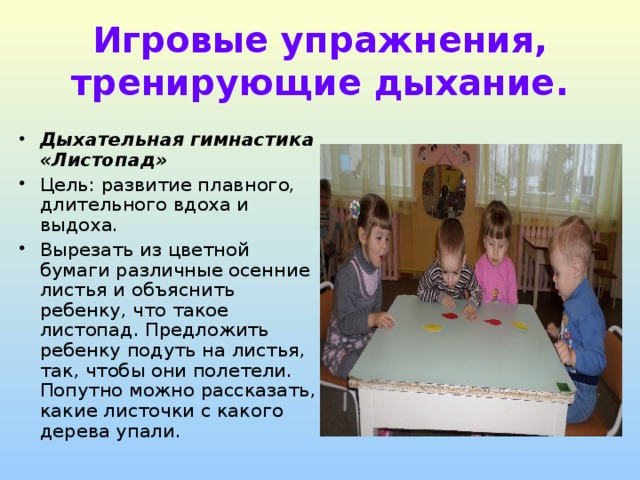 Игровые упражнения,
тренирующие дыхание.
• Дыхательная гимнастика
«Листопад»
• Цель: развитие плавного,
длительного вдоха и
выдоха.
• Вырезать из цветной
бумаги различные осенние
листья и объяснить
ребенку, что такое
листопад. Предложить
ребенку подуть на листья,
так, чтобы они полетели.
Попутно можно рассказать,
какие листочки с какого
дерева упали.